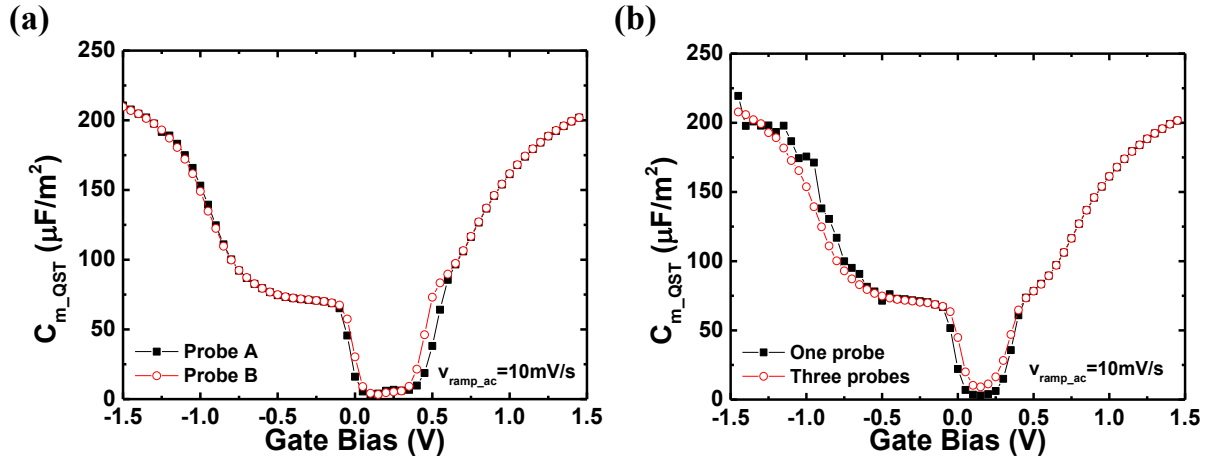 (a)
250
200
150
100
50
0
C_m_QST (μF/m²)
Probe A
Probe B
v_ramp_ac=10mV/s
-1.5 -1.0 -0.5 0.0 0.5 1.0 1.5
Gate Bias (V)
(b)
250
200
150
100
50
0
C_m_QST (μF/m²)
One probe
Three probes
v_ramp_ac=10mV/s
-1.5 -1.0 -0.5 0.0 0.5 1.0 1.5
Gate Bias (V)